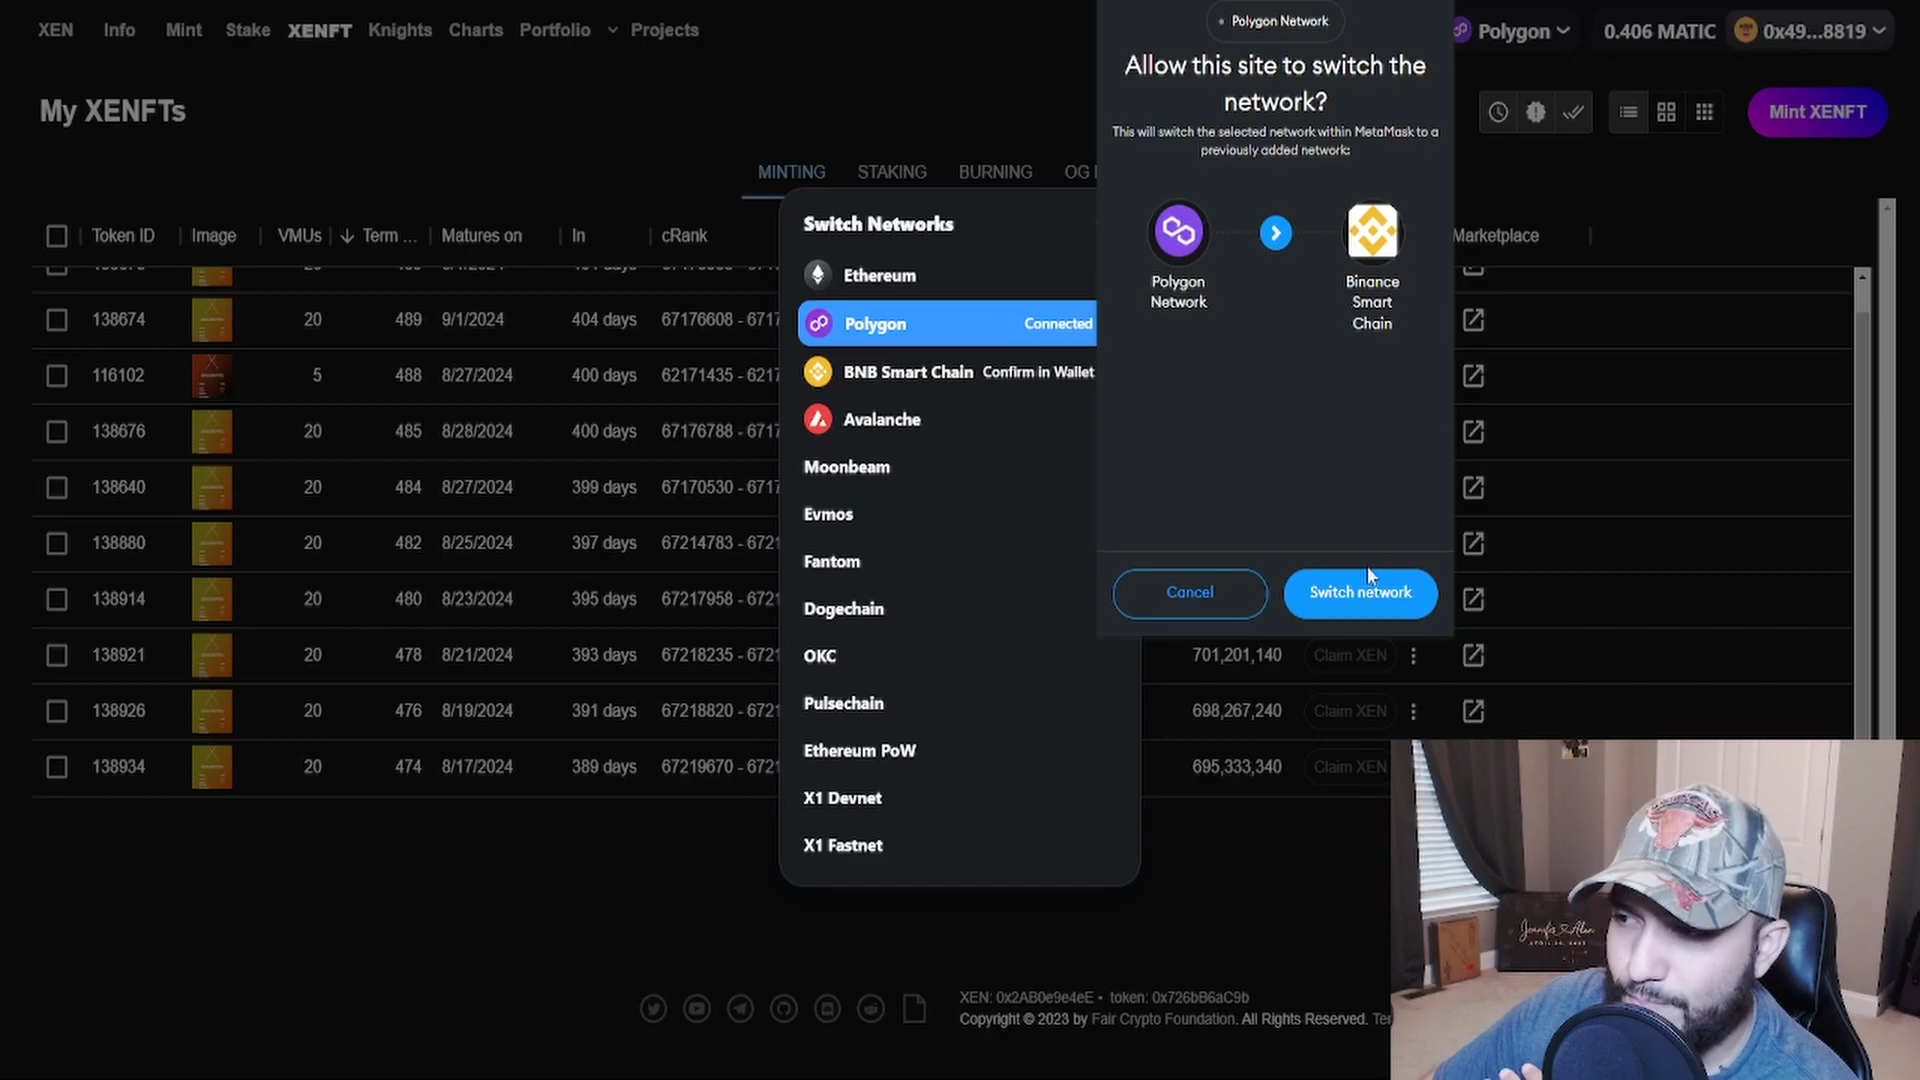 XEN Info Mint Stake XENFT Knights Charts Portfolio Projects
Polygon 0.406 MATIC 0x49...8819
My XENFTs
Mint XENFT
MINTING STAKING BURNING OG
Token ID Image VMUs Term ... Matures on In cRank
Marketplace
138674 20 489 9/1/2024 404 days 67176608 - 6717
116102 5 488 8/27/2024 400 days 62171435 - 6217
138676 20 485 8/28/2024 400 days 67176788 - 6717
138640 20 484 8/27/2024 399 days 67170530 - 6717
138880 20 482 8/25/2024 397 days 67214783 - 6721
138914 20 480 8/23/2024 395 days 67217958 - 6721
138921 20 478 8/21/2024 393 days 67218235 - 6721 701,201,140 Claim XEN
138926 20 476 8/19/2024 391 days 67218820 - 6721 698,267,240 Claim XEN
138934 20 474 8/17/2024 389 days 67219670 - 6721 695,333,340 Claim XEN
Switch Networks
Ethereum
Polygon Connected
BNB Smart Chain Confirm in Wallet
Avalanche
Moonbeam
Evmos
Fantom
Dogechain
OKC
Pulsechain
Ethereum PoW
X1 Devnet
X1 Fastnet
Polygon Network
Allow this site to switch the
network?
This will switch the selected network within MetaMask to a
previously added network:
Polygon
Network
Binance
Smart
Chain
Cancel
Switch network
XEN: 0x2AB0e9e4eE • token: 0x726bB6aC9b
Copyright © 2023 by Fair Crypto Foundation. All Rights Reserved.